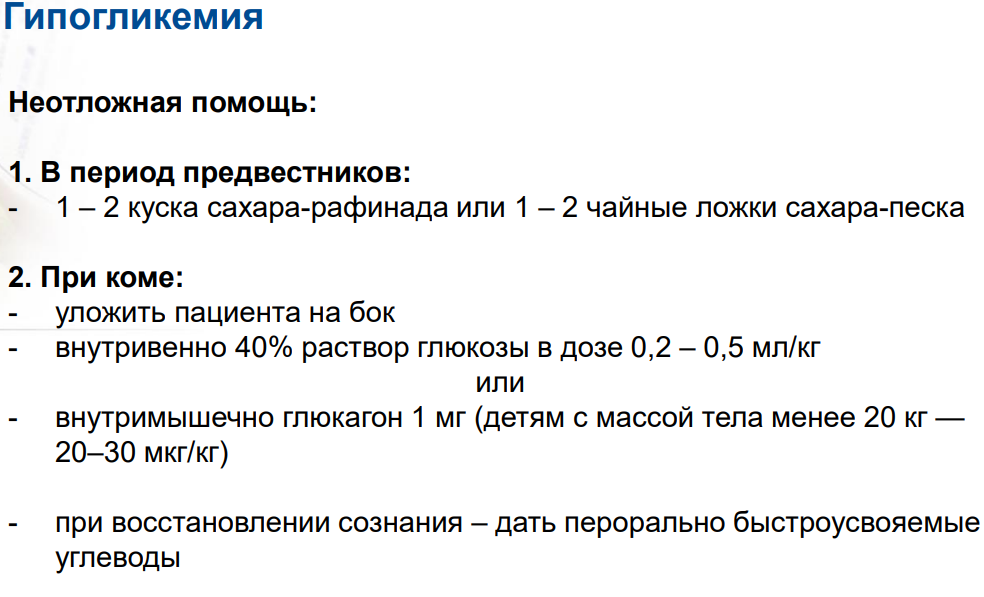 Гипогликемия
Неотложная помощь:
1. В период предвестников:
- 1 – 2 куска сахара-рафинада или 1 – 2 чайные ложки сахара-песка
2. При коме:
- уложить пациента на бок
- внутривенно 40% раствор глюкозы в дозе 0,2 – 0,5 мл/кг
или
- внутримышечно глюкагон 1 мг (детям с массой тела менее 20 кг —
20–30 мкг/кг)
- при восстановлении сознания – дать перорально быстроусвояемые
углеводы